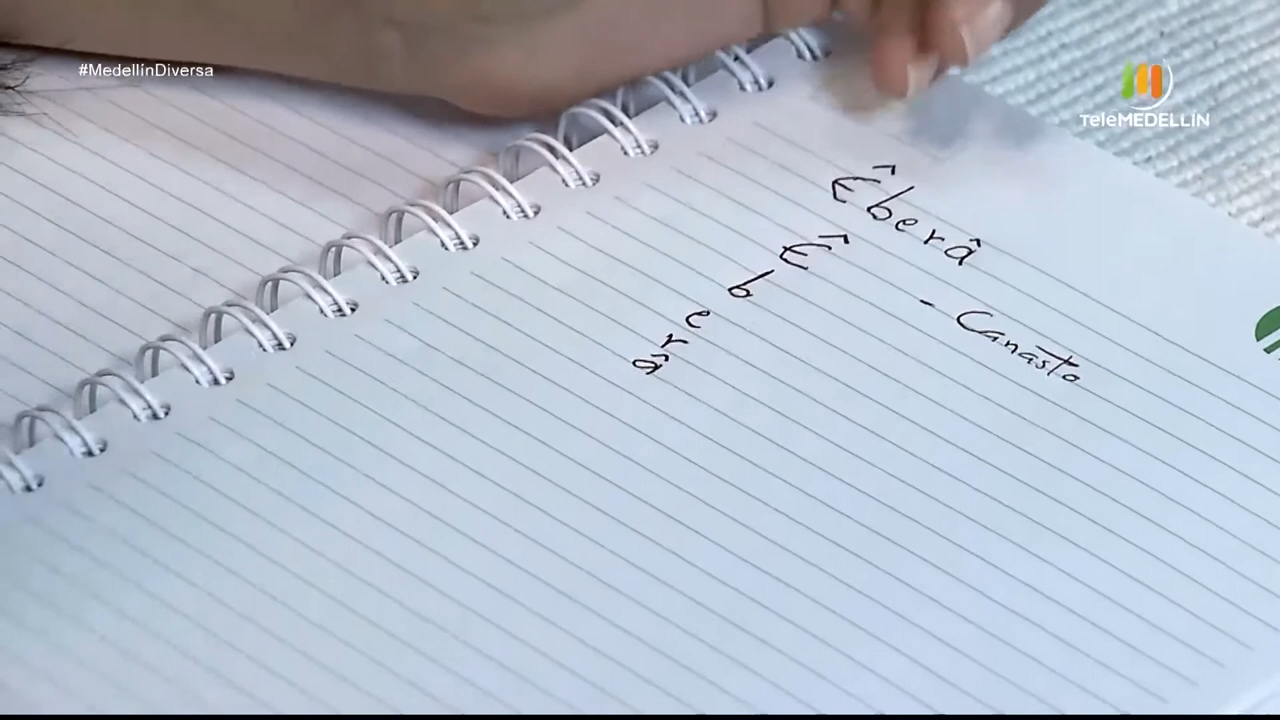 #MedellínDiversa
TeleMEDELLÍN
Êberâ
- Canasto
Ê
b
e
r
â